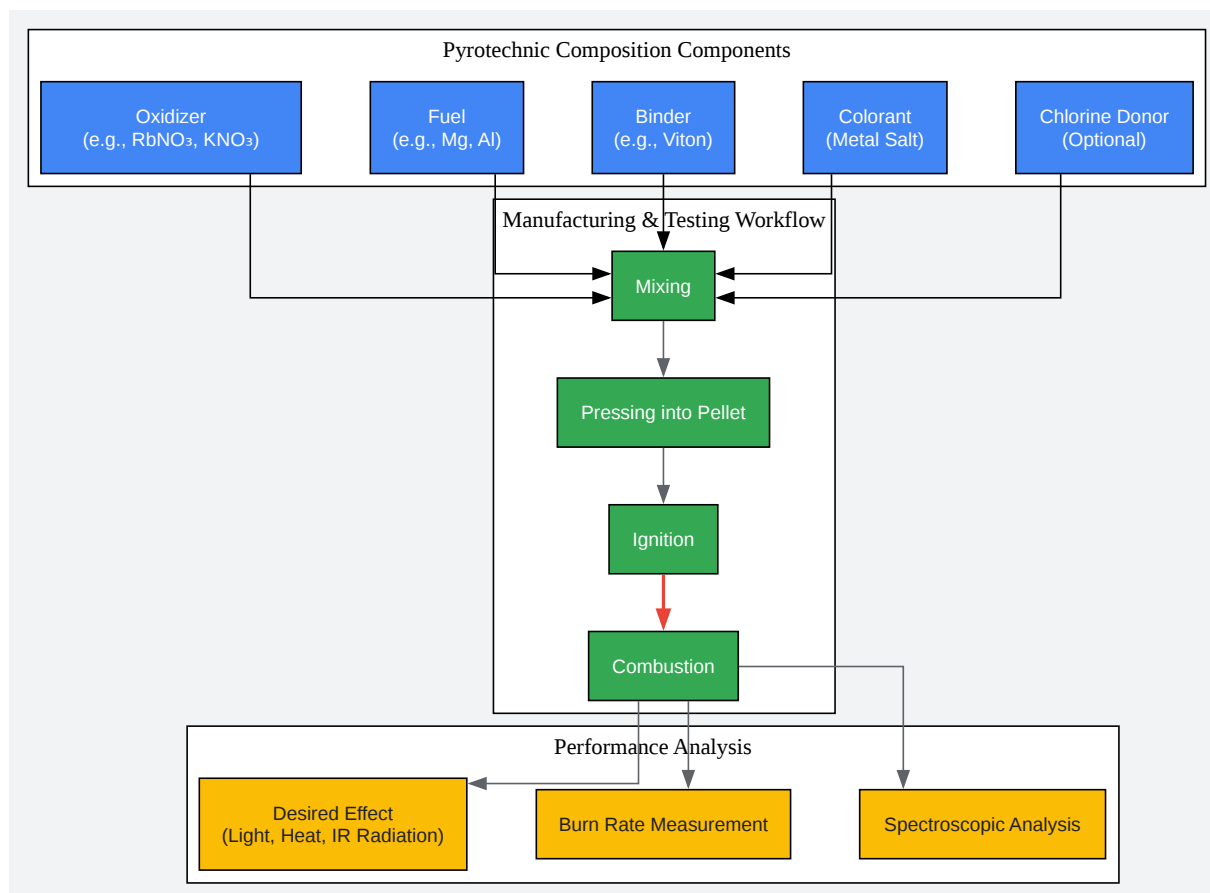 Pyrotechnic Composition Components
Oxidizer
(e.g., RbNO₃, KNO₃)
Fuel
(e.g., Mg, Al)
Binder
(e.g., Viton)
Colorant
(Metal Salt)
Chlorine Donor
(Optional)
Manufacturing & Testing Workflow
Mixing
Pressing into Pellet
Ignition
Combustion
Performance Analysis
Desired Effect
(Light, Heat, IR Radiation)
Burn Rate Measurement
Spectroscopic Analysis